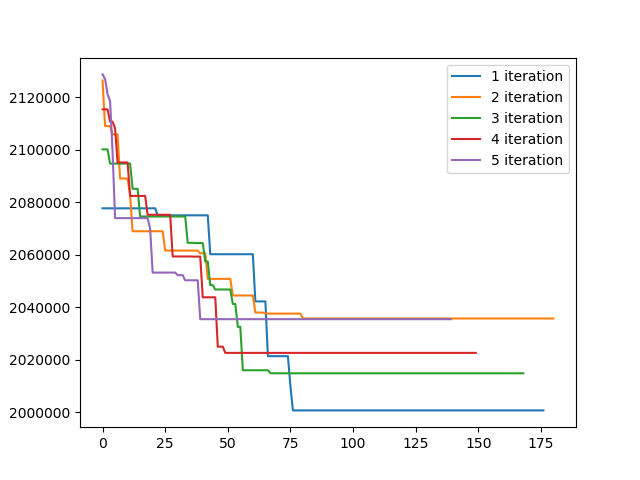 1 iteration
2 iteration
3 iteration
4 iteration
5 iteration
2120000
2100000
2080000
2060000
2040000
2020000
2000000
0 25 50 75 100 125 150 175